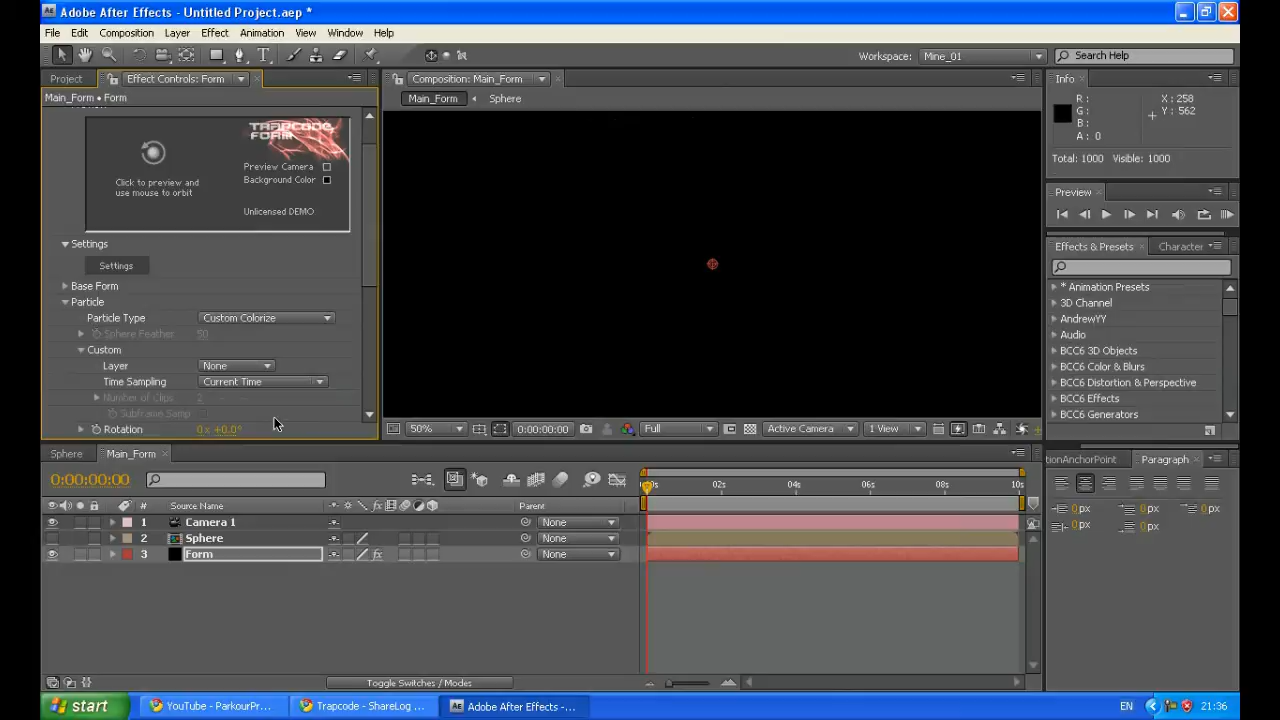 Adobe After Effects - Untitled Project.aep *
File Edit Composition Layer Effect Animation View Window Help
Workspace: Mine_01 Search Help
Project Effect Controls: Form Composition: Main_Form Info
Main_Form • Form
Main_Form Sphere
R: X: 258
G: Y: 562
B:
A: 0
TRAPCODE
FORM
Click to preview and
use mouse to orbit
Preview Camera
Background Color
Unlicensed DEMO
Total: 1000 Visible: 1000
Preview
Settings
Settings
Base Form
Particle
Particle Type Custom Colorize
Sphere Feather 50
Custom
Layer None
Time Sampling Current Time
Number of Clips 2
Subframe Samp
Rotation 0x +0.0°
Effects & Presets Character
* Animation Presets
3D Channel
AndrewYY
Audio
BCC6 3D Objects
BCC6 Color & Blurs
BCC6 Distortion & Perspective
BCC6 Effects
BCC6 Generators
50% 0:00:00:00 Full Active Camera 1 View
Sphere Main_Form
tionAnchorPoint Paragraph
0:00:00:00
# Source Name Parent
02s 04s 06s 08s 10s
1 Camera 1 None
2 Sphere None
3 Form fx None
0 px 0 px 0 px
0 px 0 px
Toggle Switches / Modes
start YouTube - ParkourPr... Trapcode - ShareLog ... Adobe After Effects -... EN 21:36